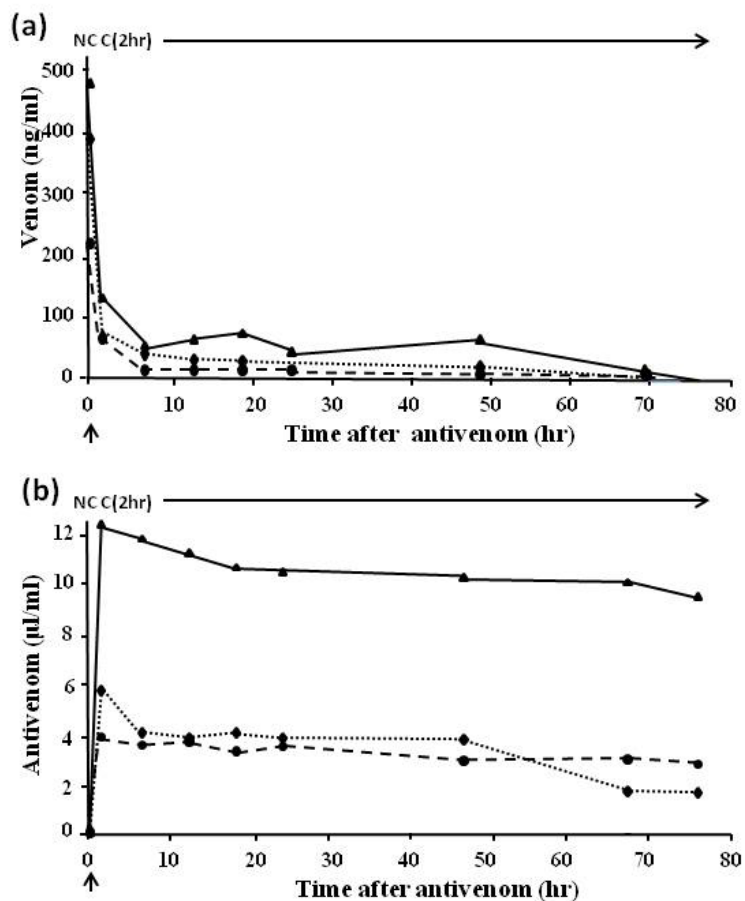 (a)
NC C(2hr)
500
400
300
200
100
0
Venom (ng/ml)
0 10 20 30 40 50 60 70 80
Time after antivenom (hr)
(b)
NC C(2hr)
12
10
8
6
4
2
0
Antivenom (µl/ml)
0 10 20 30 40 50 60 70 80
Time after antivenom (hr)